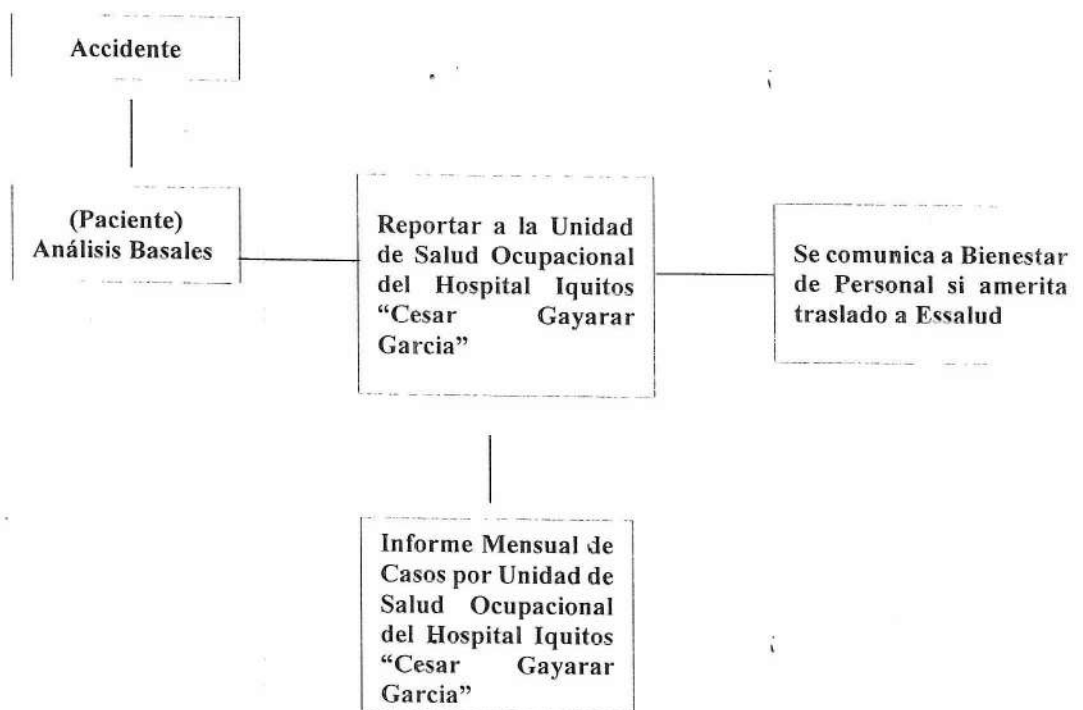 Accidente
(Paciente)
Análisis Basales
Reportar a la Unidad
de Salud Ocupacional
del Hospital Iquitos
“Cesar Gayarar
Garcia”
Se comunica a Bienestar
de Personal si amerita
traslado a Essalud
Informe Mensual de
Casos por Unidad de
Salud Ocupacional
del Hospital Iquitos
“Cesar Gayarar
Garcia”